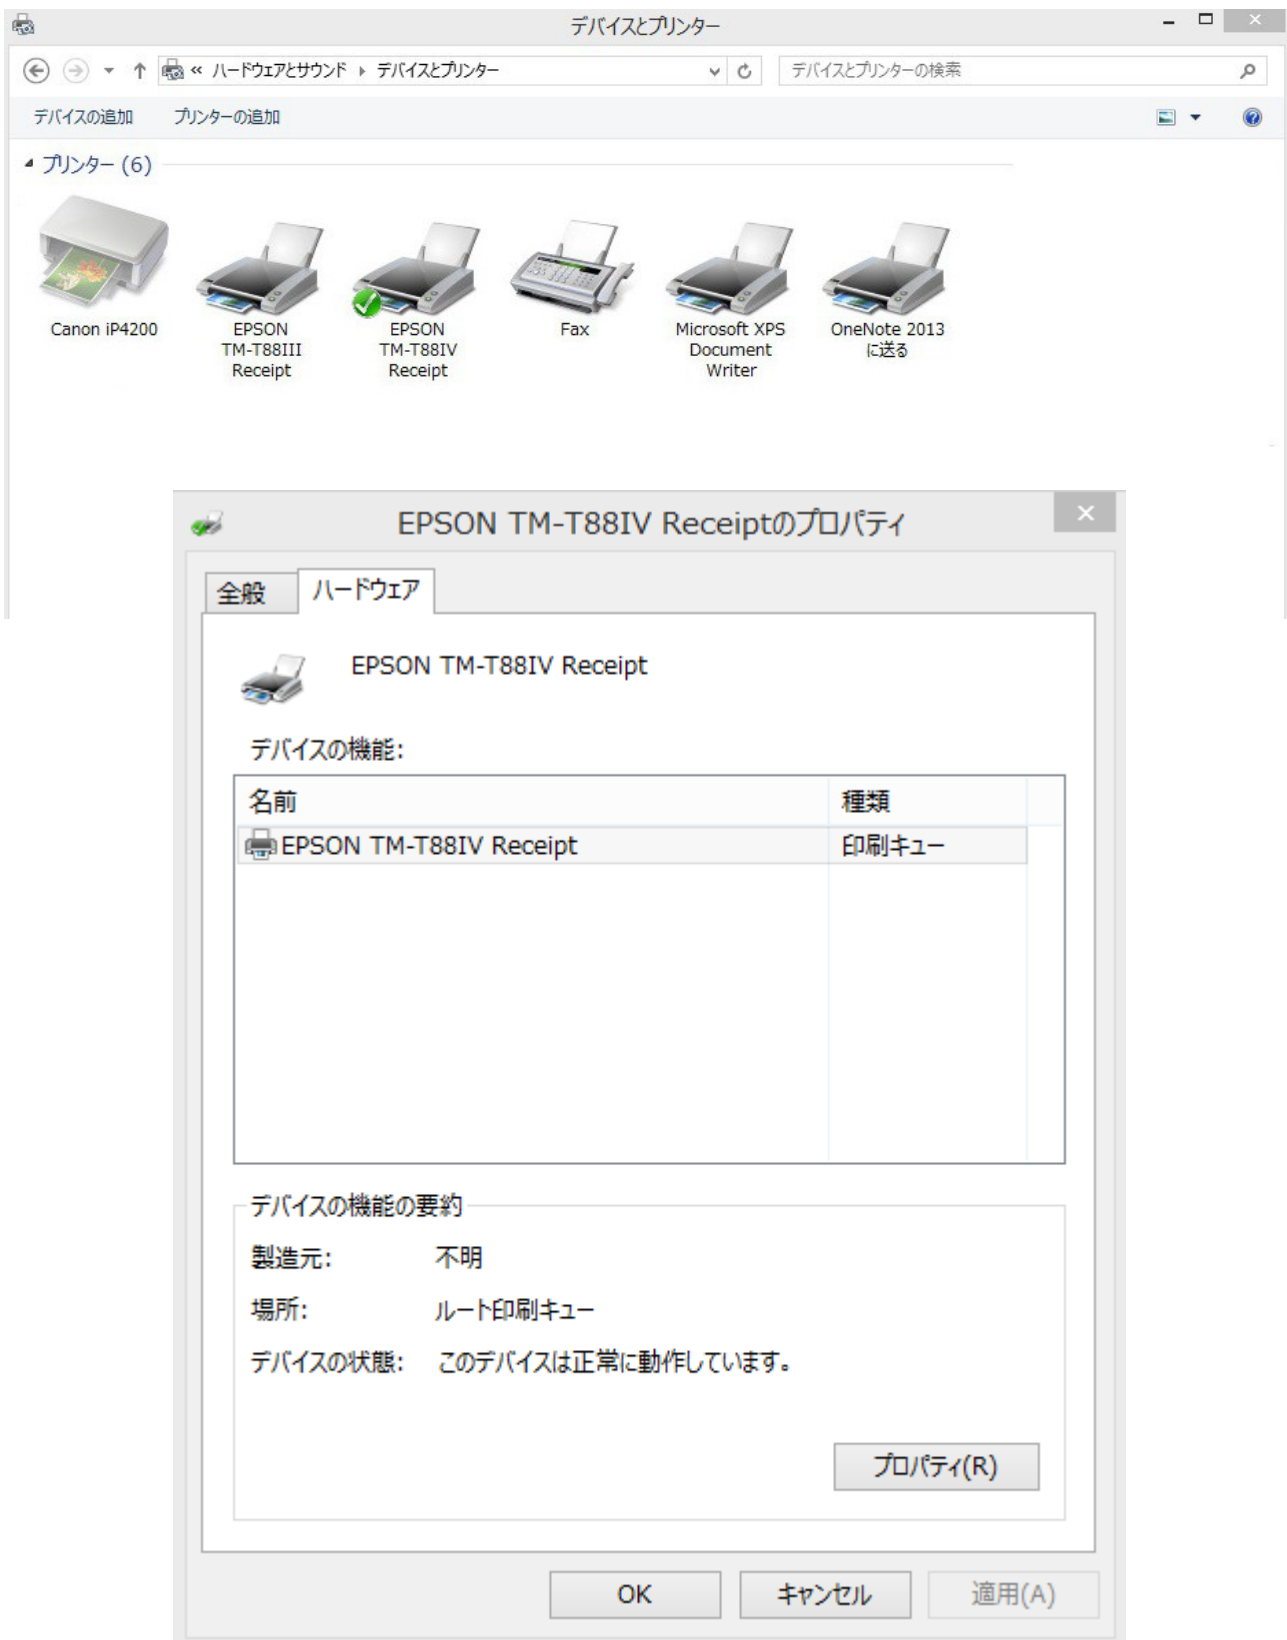 デバイスとプリンター
« ハードウェアとサウンド ▸ デバイスとプリンター
デバイスとプリンターの検索
デバイスの追加 プリンターの追加
プリンター (6)
Canon iP4200
EPSON
TM-T88III
Receipt
EPSON
TM-T88IV
Receipt
Fax
Microsoft XPS
Document
Writer
OneNote 2013
に送る
EPSON TM-T88IV Receiptのプロパティ
全般 ハードウェア
EPSON TM-T88IV Receipt
デバイスの機能:
名前 種類
EPSON TM-T88IV Receipt 印刷キュー
デバイスの機能の要約
製造元: 不明
場所: ルート印刷キュー
デバイスの状態: このデバイスは正常に動作しています。
プロパティ(R)
OK キャンセル 適用(A)